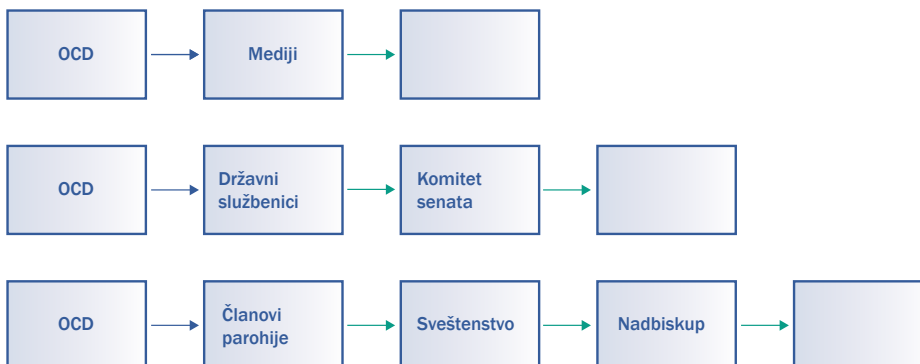 OCD
Mediji
OCD
Državni
službenici
Komitet
senata
OCD
Članovi
parohije
Sveštenstvo
Nadbiskup